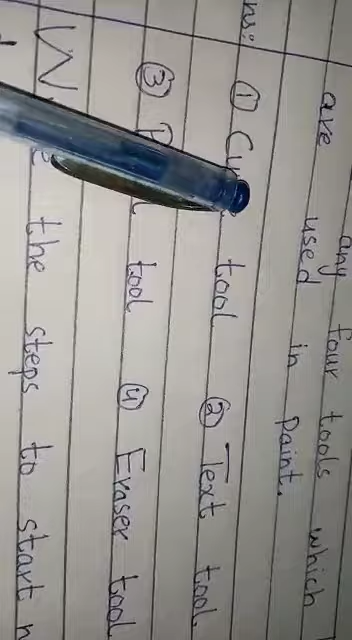 any four tools which
are used in paint.
① tool ② Text tool
③ tool ④ Eraser tool
the steps to start